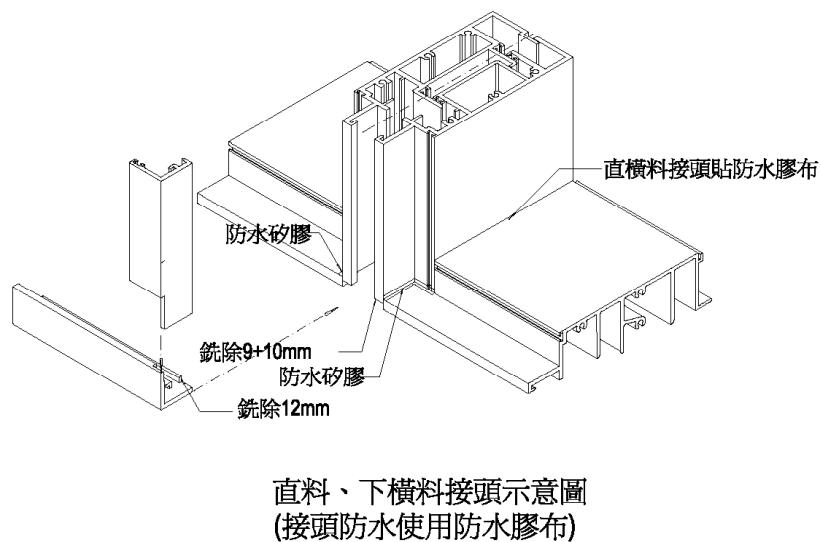 直橫料接頭貼防水膠布
防水矽膠
銑除9+10mm
防水矽膠
銑除12mm
直料、下橫料接頭示意圖
(接頭防水使用防水膠布)